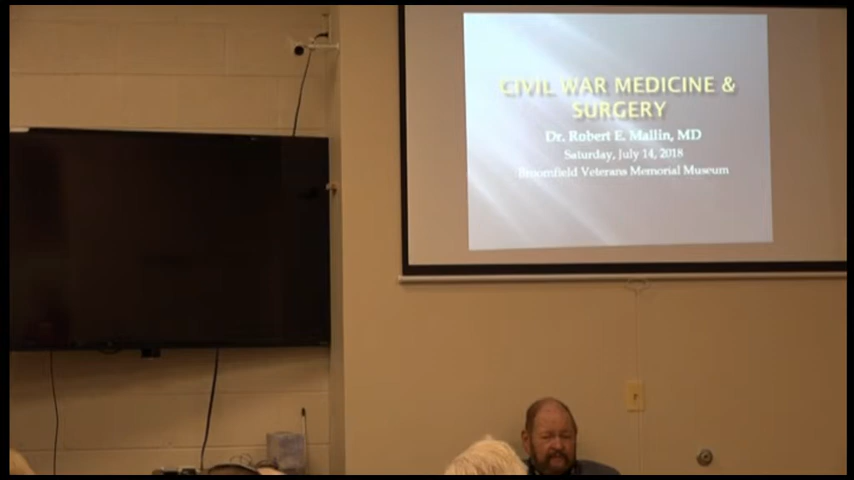 CIVIL WAR MEDICINE &
SURGERY
Dr. Robert E. Mallin, MD
Saturday, July 14, 2018
Broomfield Veterans Memorial Museum